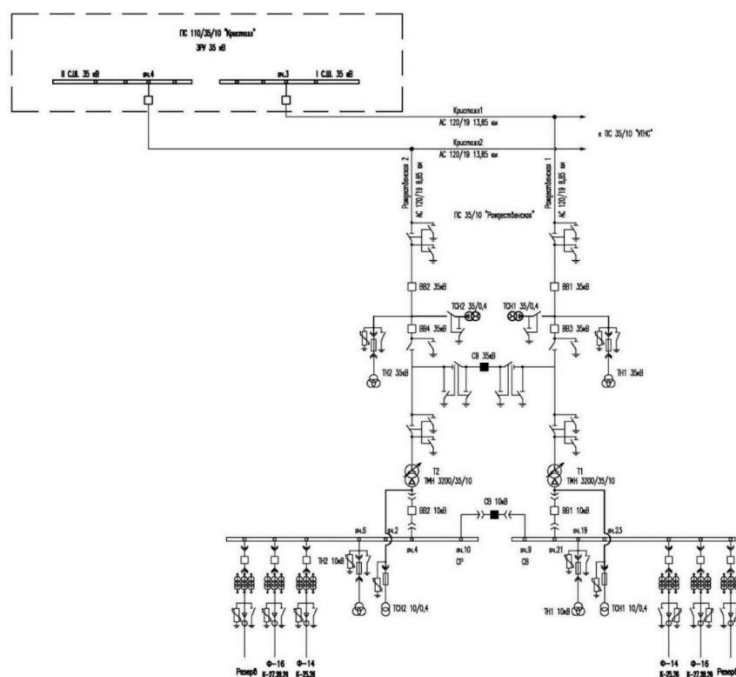 ПС 110/35/10 "Кристалл"
ЗРУ 35 кВ
II С.Ш. 35 кВ
яч.4
яч.3
I С.Ш. 35 кВ
Кристалл1
АС 120/19 13,85 км
Кристалл2
АС 120/19 13,85 км
к ПС 35/10 "УПНС"
Рождественская 2
АС 120/19 8,85 км
Рождественская 1
АС 120/19 8,85 км
ПС 35/10 "Рождественская"
ВВ2 35кВ
ВВ1 35кВ
ТСН2 35/0,4
ТСН1 35/0,4
ВВ4 35кВ
ВВ3 35кВ
ТН2 35кВ
СВ 35кВ
ТН1 35кВ
Т2
ТМН 3200/35/10
Т1
ТМН 3200/35/10
СВ 10кВ
ВВ2 10кВ
ВВ1 10кВ
яч.6
яч.2
яч.19
яч.23
яч.4
яч.10
яч.9
яч.21
СР
СВ
ТН2 10кВ
ТСН2 10/0,4
ТН1 10кВ
ТСН1 10/0,4
Резерв
Ф-16
Ф-14
К-25,26
Ф-14
К-25,26
Ф-16
Резерв